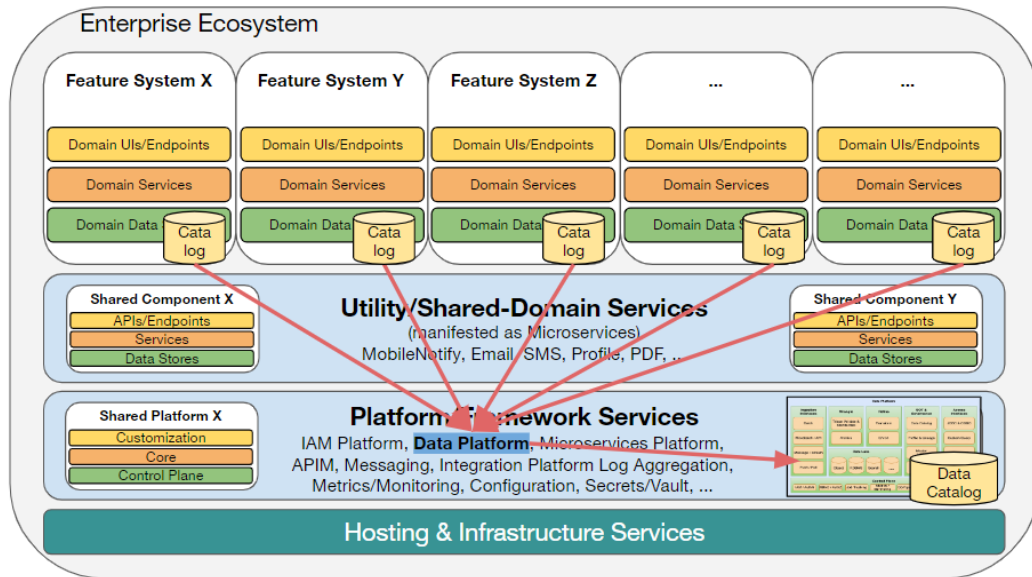 Enterprise Ecosystem
Feature System X
Feature System Y
Feature System Z
...
...
Domain UIs/Endpoints
Domain UIs/Endpoints
Domain UIs/Endpoints
Domain UIs/Endpoints
Domain UIs/Endpoints
Domain Services
Domain Services
Domain Services
Domain Services
Domain Services
Domain Data
Domain Data
Domain Data
Domain Data
Domain Data
Cata
log
Cata
log
Cata
log
Cata
log
Cata
log
Shared Component X
APIs/Endpoints
Services
Data Stores
Utility/Shared-Domain Services
(manifested as Microservices)
MobileNotify, Email, SMS, Profile, PDF, ...
Shared Component Y
APIs/Endpoints
Services
Data Stores
Shared Platform X
Customization
Core
Control Plane
Platform/Framework Services
IAM Platform, Data Platform, Microservices Platform,
APIM, Messaging, Integration Platform Log Aggregation,
Metrics/Monitoring, Configuration, Secrets/Vault, ...
Data
Catalog
Hosting & Infrastructure Services